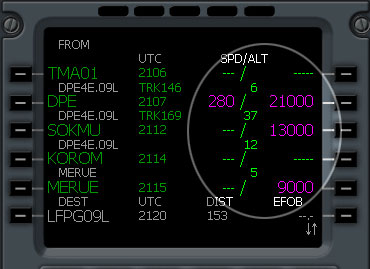 FROM
UTC SPD/ALT
TMA01 2106 --- / -----
DPE4E.09L TRK146 6
DPE 2107 280 / 21000
DPE4E.09L TRK169 37
SOKMU 2112 --- / 13000
DPE4E.09L 12
KOROM 2114 --- / -----
MERUE 5
MERUE 2115 --- / 9000
DEST UTC DIST EFOB
LFPG09L 2120 153 --.-
↓↑